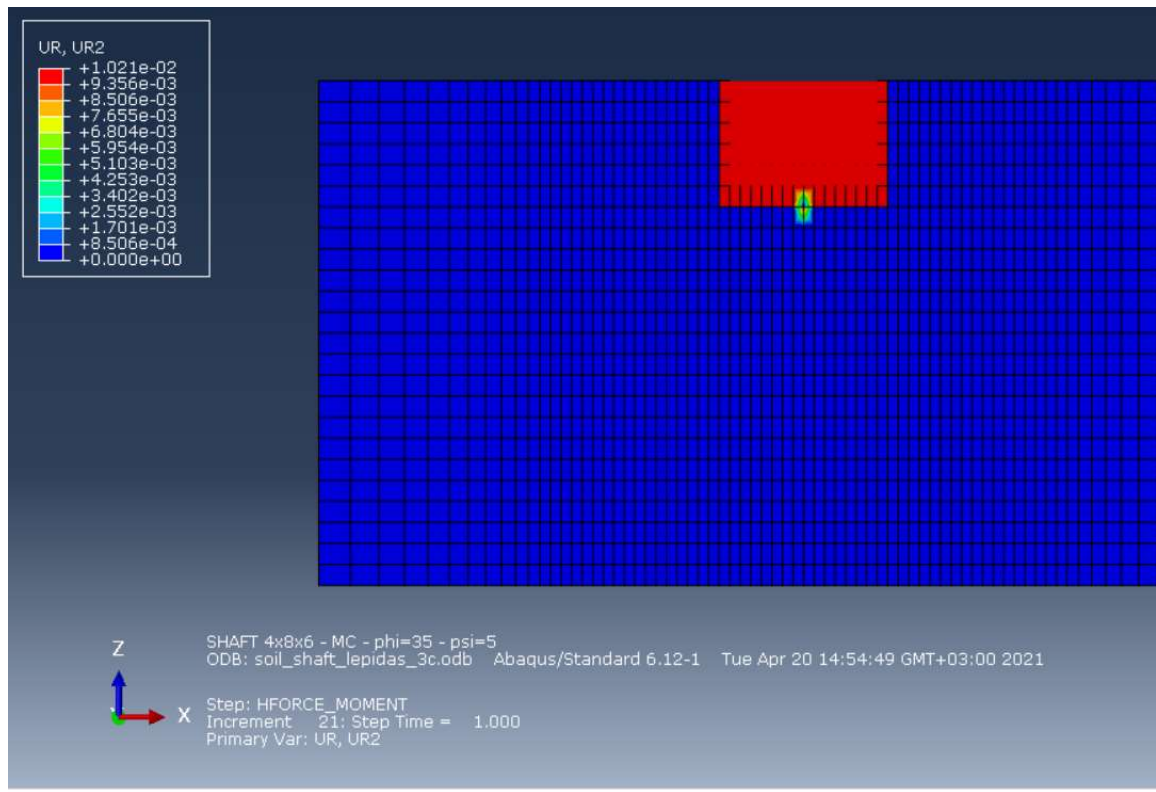 UR, UR2
+1.021e-02
+9.356e-03
+8.506e-03
+7.655e-03
+6.804e-03
+5.954e-03
+5.103e-03
+4.253e-03
+3.402e-03
+2.552e-03
+1.701e-03
+8.506e-04
+0.000e+00
Z
X
SHAFT 4x8x6 - MC - phi=35 - psi=5
ODB: soil_shaft_lepidas_3c.odb Abaqus/Standard 6.12-1 Tue Apr 20 14:54:49 GMT+03:00 2021
Step: HFORCE_MOMENT
Increment 21: Step Time = 1.000
Primary Var: UR, UR2